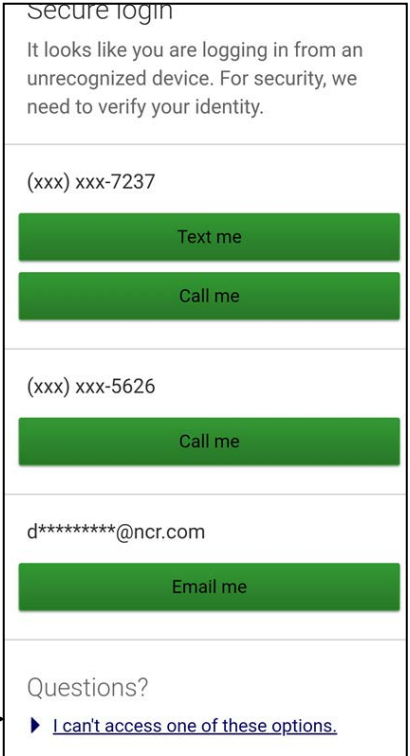 Secure login
It looks like you are logging in from an
unrecognized device. For security, we
need to verify your identity.
(xxx) xxx-7237
Text me
Call me
(xxx) xxx-5626
Call me
d*********@ncr.com
Email me
Questions?
I can't access one of these options.